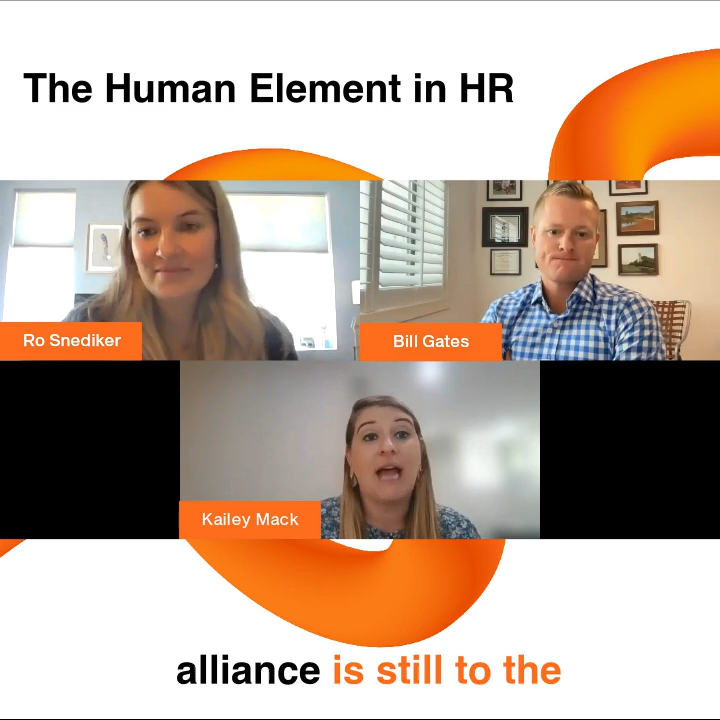 The Human Element in HR
Ro Snediker
Bill Gates
Kailey Mack
alliance is still to the